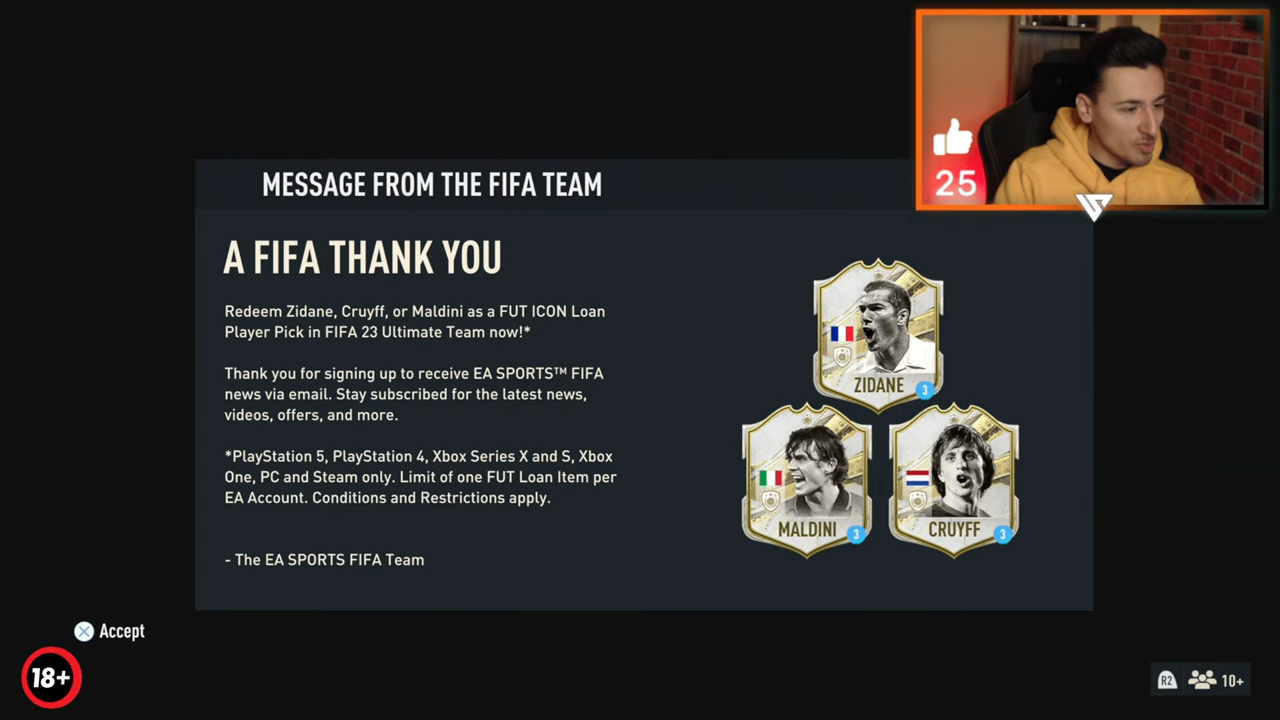 MESSAGE FROM THE FIFA TEAM
25
A FIFA THANK YOU
Redeem Zidane, Cruyff, or Maldini as a FUT ICON Loan
Player Pick in FIFA 23 Ultimate Team now!*
Thank you for signing up to receive EA SPORTS™ FIFA
news via email. Stay subscribed for the latest news,
videos, offers, and more.
*PlayStation 5, PlayStation 4, Xbox Series X and S, Xbox
One, PC and Steam only. Limit of one FUT Loan Item per
EA Account. Conditions and Restrictions apply.
- The EA SPORTS FIFA Team
ZIDANE 3
MALDINI 3
CRUYFF 3
Accept
18+
R2 10+